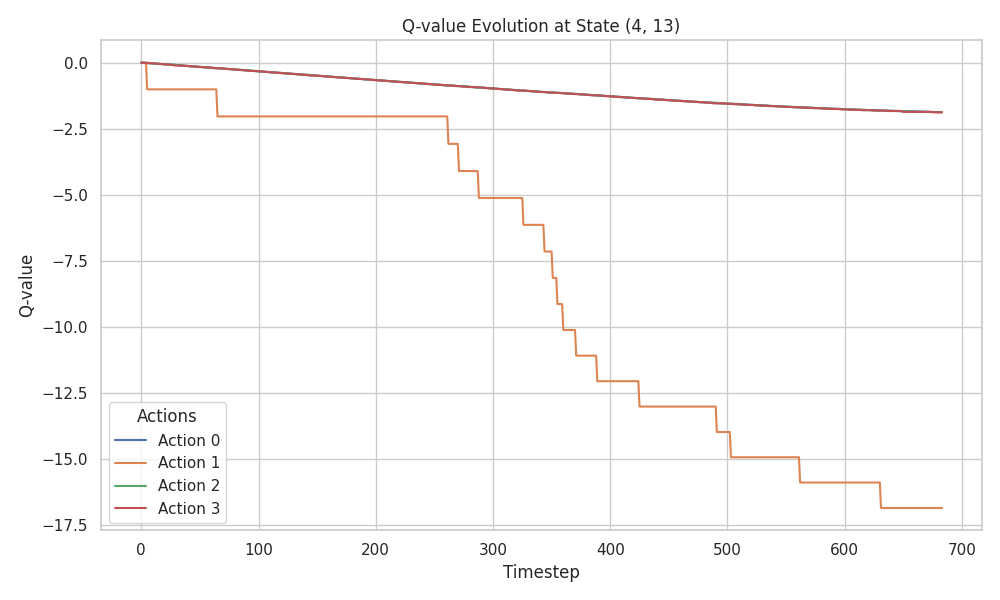 Q-value Evolution at State (4, 13)
Q-value
0.0
−2.5
−5.0
−7.5
−10.0
−12.5
−15.0
−17.5
Actions
Action 0
Action 1
Action 2
Action 3
0 100 200 300 400 500 600 700
Timestep